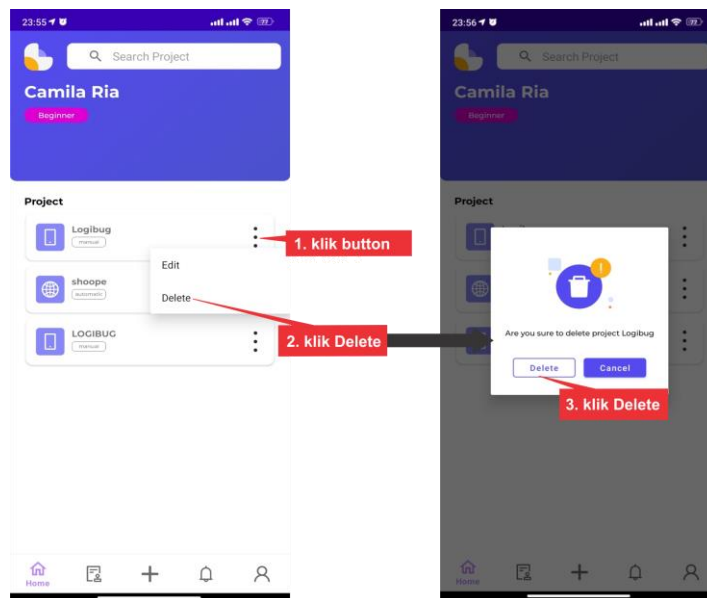 23:55
99
Search Project
Camila Ria
Beginner
Project
Logibug
manual
1. klik button
Edit
shoope
automatic
Delete
LOGIBUG
manual
2. klik Delete
Home
23:56
99
Search Project
Camila Ria
Beginner
Project
Are you sure to delete project Logibug
Delete
Cancel
3. klik Delete
Home